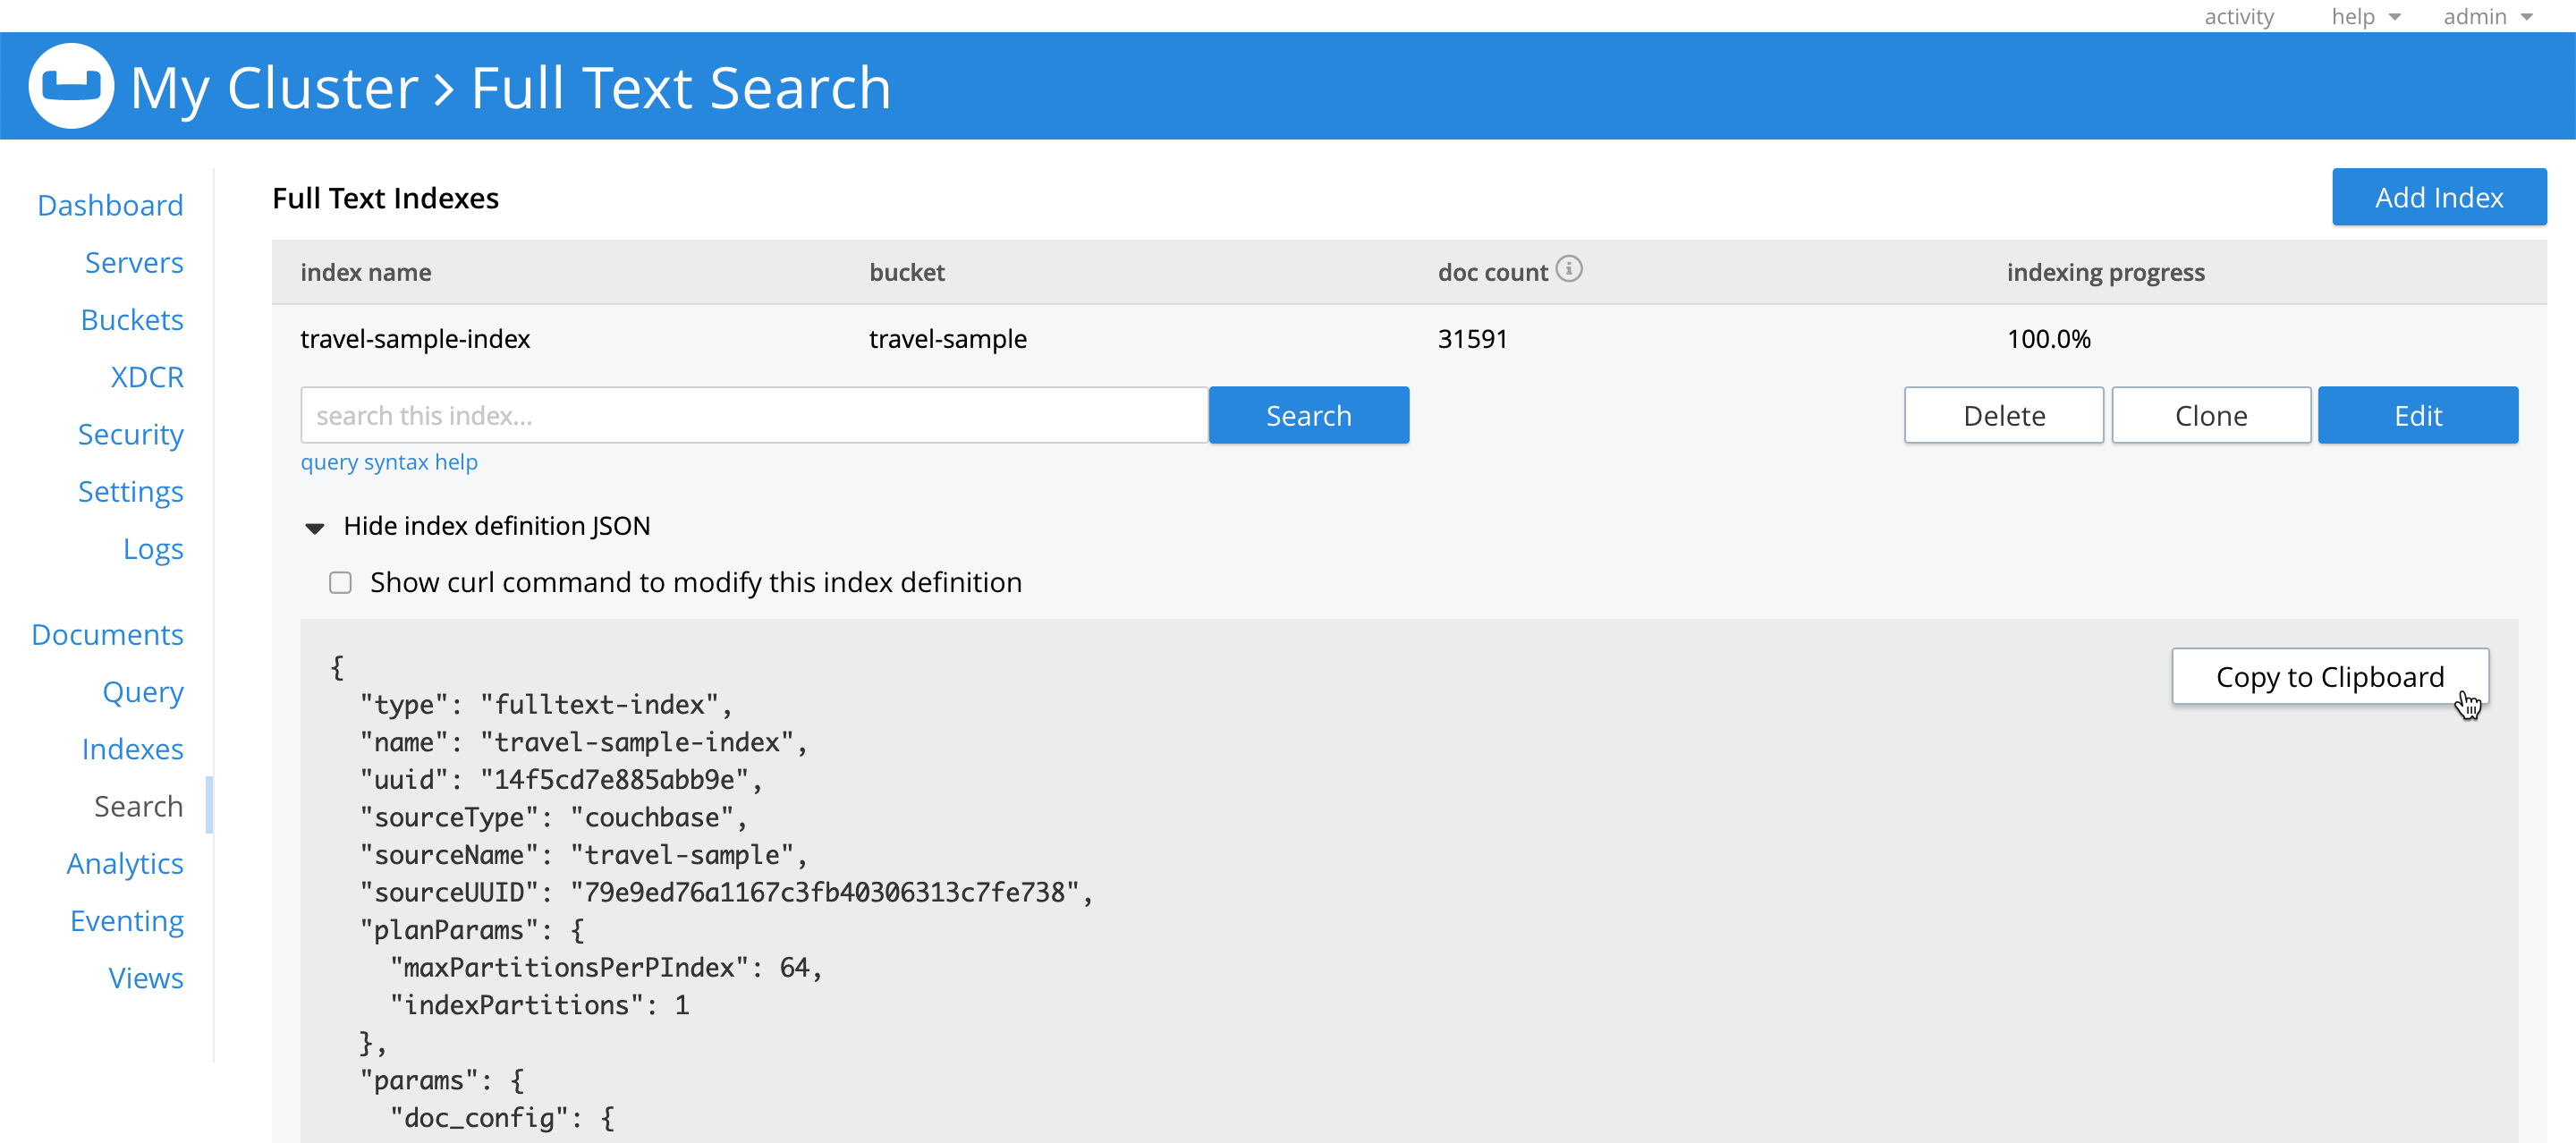 activity help admin
My Cluster > Full Text Search
Dashboard
Servers
Buckets
XDCR
Security
Settings
Logs
Documents
Query
Indexes
Search
Analytics
Eventing
Views
Full Text Indexes
Add Index
index name bucket doc count indexing progress
travel-sample-index travel-sample 31591 100.0%
search this index... Search Delete Clone Edit
query syntax help
Hide index definition JSON
Show curl command to modify this index definition
Copy to Clipboard
{
"type": "fulltext-index",
"name": "travel-sample-index",
"uuid": "14f5cd7e885abb9e",
"sourceType": "couchbase",
"sourceName": "travel-sample",
"sourceUUID": "79e9ed76a1167c3fb40306313c7fe738",
"planParams": {
"maxPartitionsPerPIndex": 64,
"indexPartitions": 1
},
"params": {
"doc_config": {